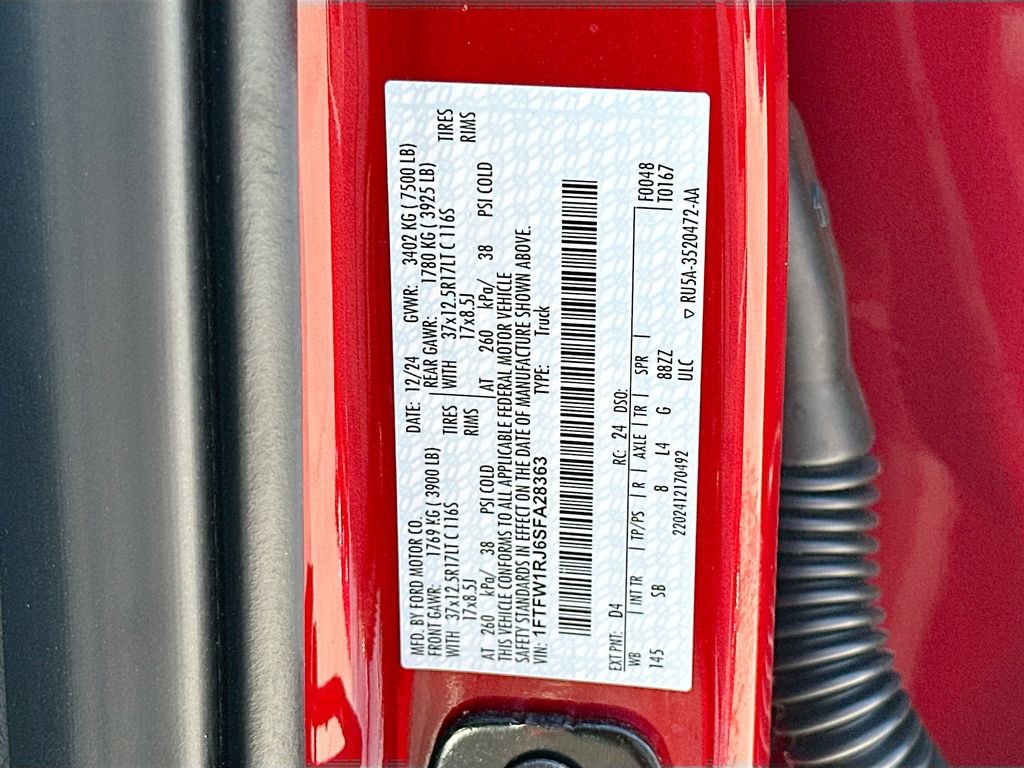 MFD. BY FORD MOTOR CO. DATE: 12/24 GVWR: 3402 KG ( 7500 LB)
FRONT GAWR: 1769 KG ( 3900 LB) REAR GAWR: 1780 KG ( 3925 LB)
WITH 37x12.5R17LT C 116S TIRES WITH 37x12.5R17LT C 116S TIRES
17x8.5J RIMS 17x8.5J RIMS
AT 260 kPa/ 38 PSI COLD AT 260 kPa/ 38 PSI COLD
THIS VEHICLE CONFORMS TO ALL APPLICABLE FEDERAL MOTOR VEHICLE
SAFETY STANDARDS IN EFFECT ON THE DATE OF MANUFACTURE SHOWN ABOVE.
VIN: 1FTFW1RJ6SFA28363 TYPE: Truck
EXT PNT: D4 RC: 24 DSO: F0048
WB | INT TR | TP/PS | R | AXLE | TR | SPR | T0167
145 5B 8 L4 G 88ZZ
22024121704​92 ULC ▽ RU5A-3520472-AA